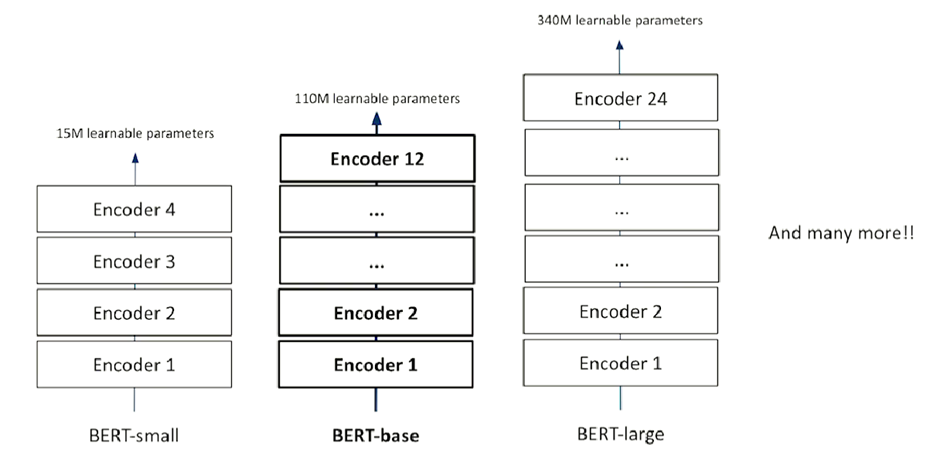 15M learnable parameters
Encoder 4
Encoder 3
Encoder 2
Encoder 1
BERT-small
110M learnable parameters
Encoder 12
...
...
Encoder 2
Encoder 1
BERT-base
340M learnable parameters
Encoder 24
...
...
...
Encoder 2
Encoder 1
BERT-large
And many more!!